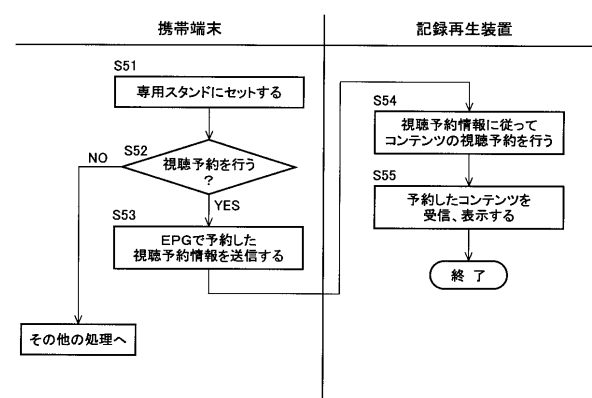 携帯端末
記録再生装置
S51
専用スタンドにセットする
S52
視聴予約を行う
?
NO
YES
S53
EPGで予約した
視聴予約情報を送信する
その他の処理へ
S54
視聴予約情報に従って
コンテンツの視聴予約を行う
S55
予約したコンテンツを
受信、表示する
終 了